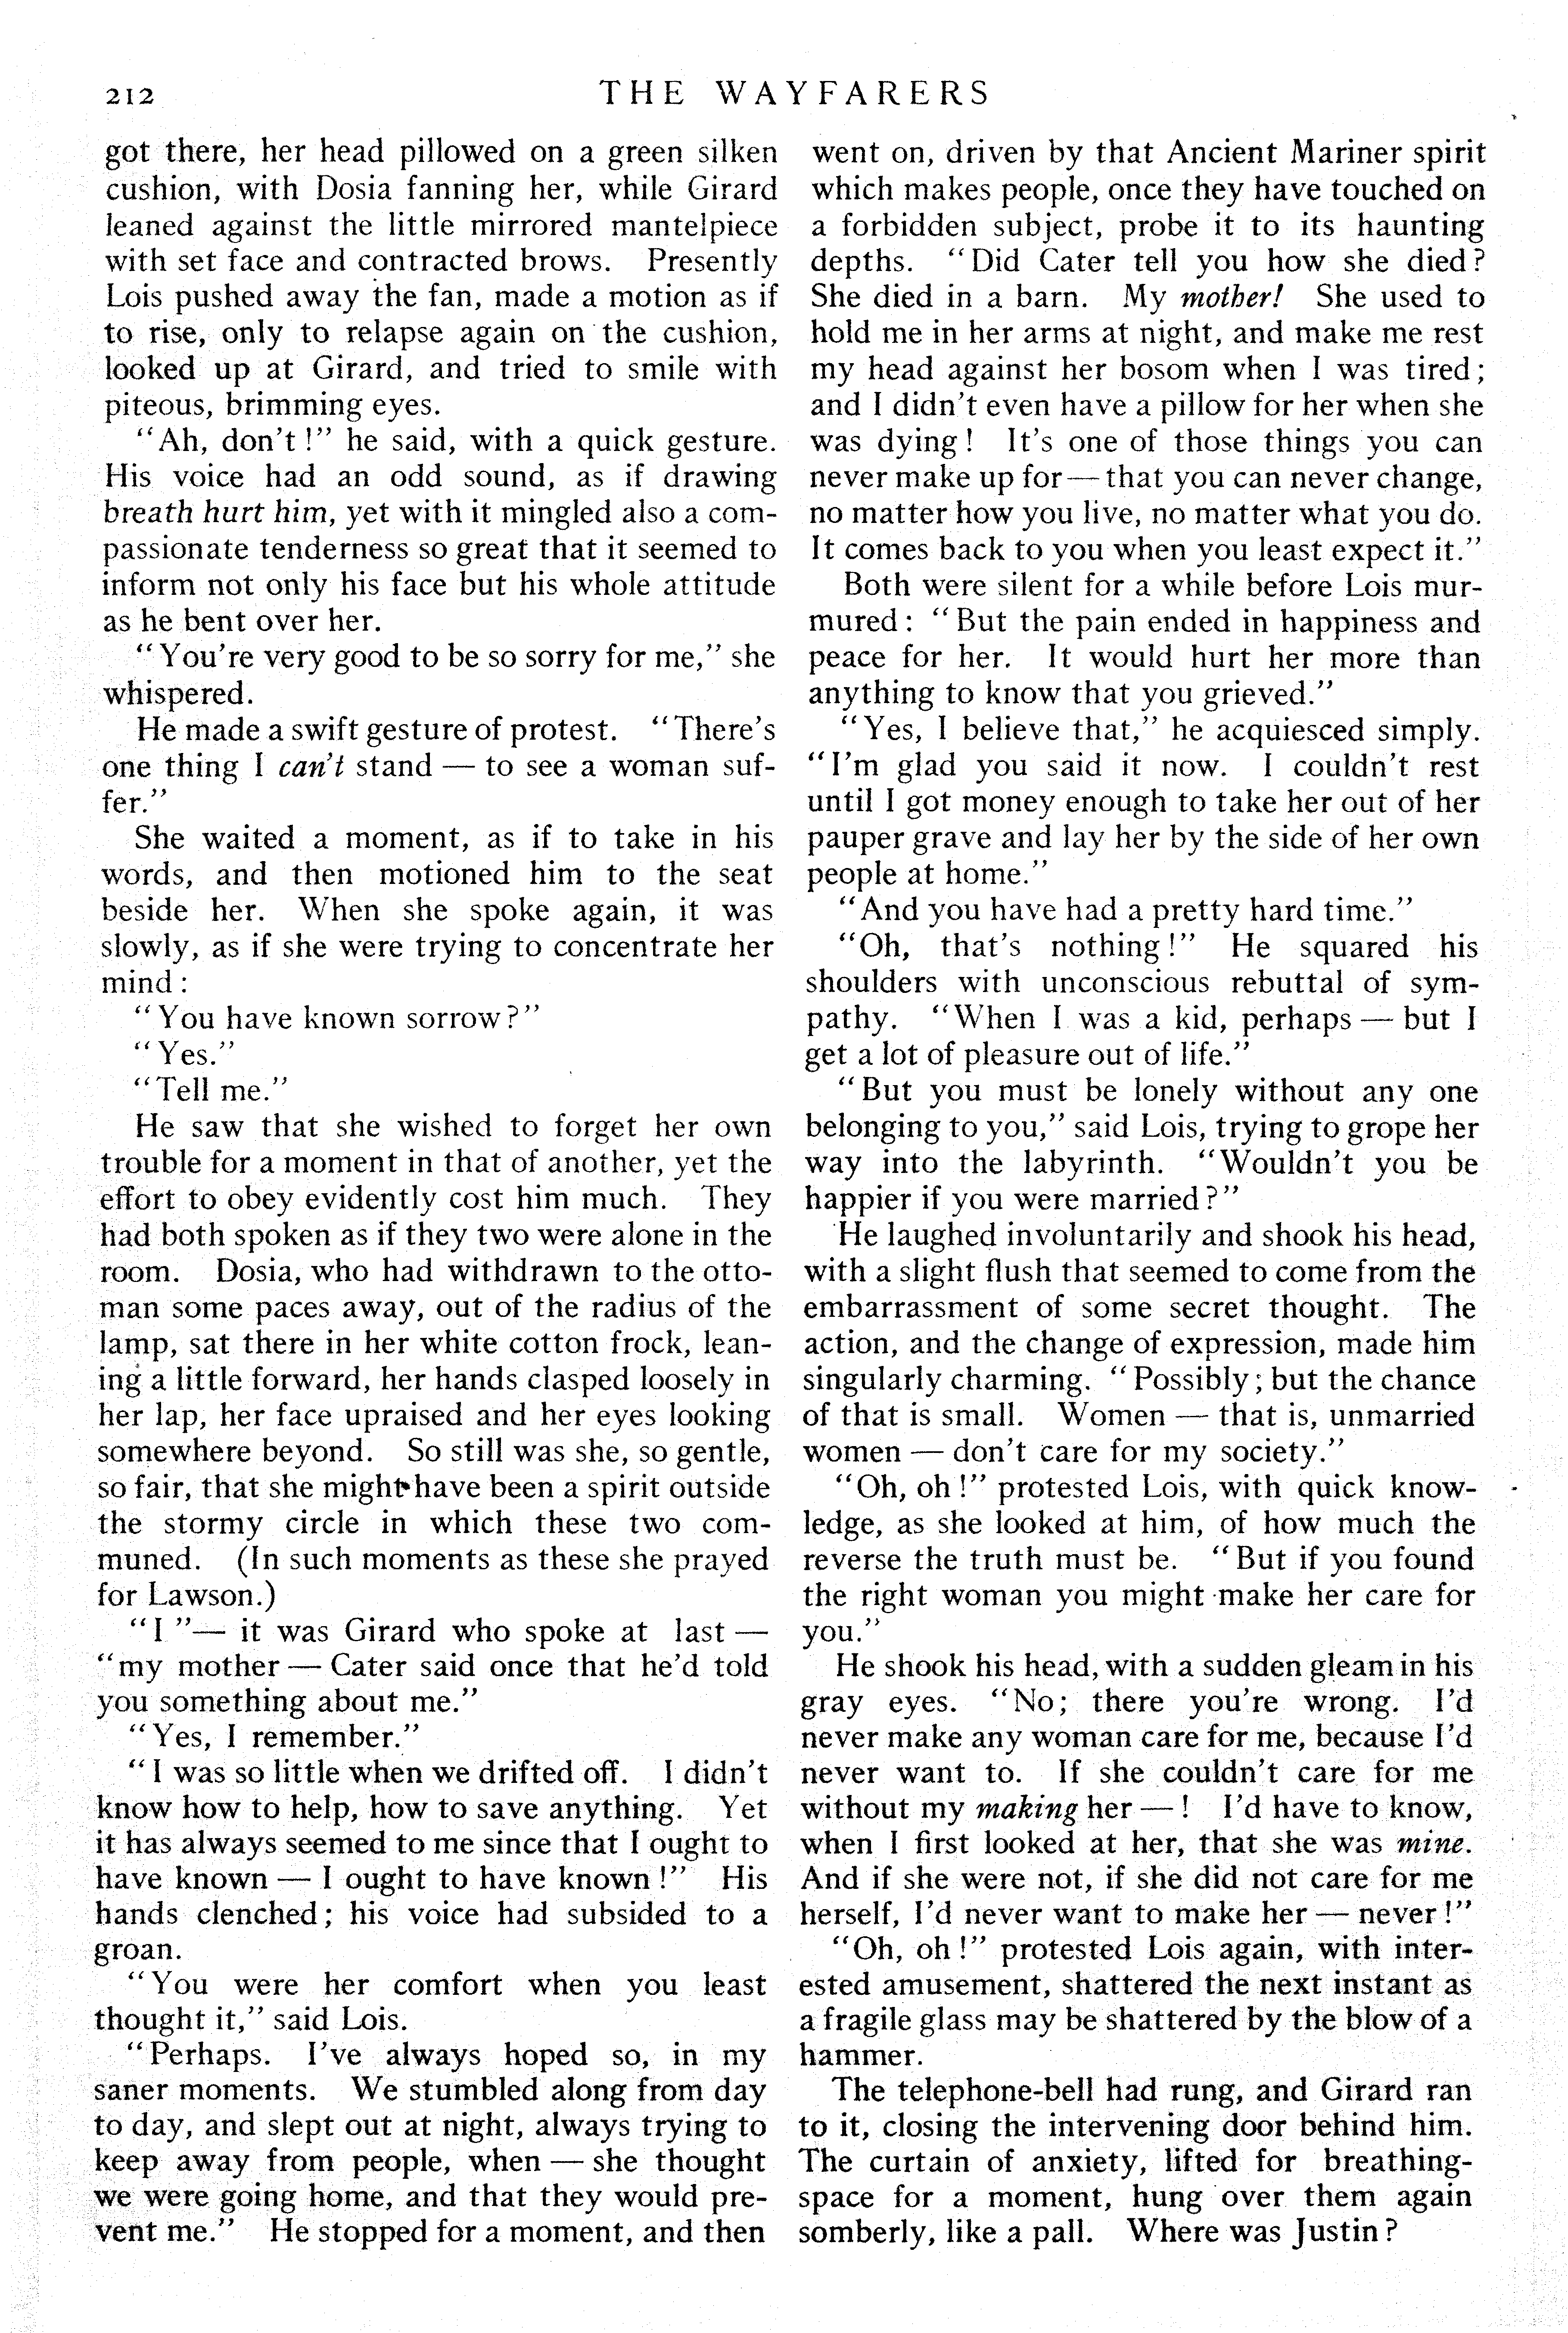 212
THE WAYFARERS
got there, her head pillowed on a green silken
cushion, with Dosia fanning her, while Girard
leaned against the little mirrored mantelpiece
with set face and contracted brows. Presently
Lois pushed away the fan, made a motion as if
to rise, only to relapse again on the cushion,
looked up at Girard, and tried to smile with
piteous, brimming eyes.
"Ah, don't!" he said, with a quick gesture.
His voice had an odd sound, as if drawing
breath hurt him, yet with it mingled also a com-
passionate tenderness so great that it seemed to
inform not only his face but his whole attitude
as he bent over her.
"You're very good to be so sorry for me," she
whispered.
He made a swift gesture of protest. "There's
one thing I can't stand — to see a woman suf-
fer."
She waited a moment, as if to take in his
words, and then motioned him to the seat
beside her. When she spoke again, it was
slowly, as if she were trying to concentrate her
mind:
"You have known sorrow?"
"Yes."
"Tell me."
He saw that she wished to forget her own
trouble for a moment in that of another, yet the
effort to obey evidently cost him much. They
had both spoken as if they two were alone in the
room. Dosia, who had withdrawn to the otto-
man some paces away, out of the radius of the
lamp, sat there in her white cotton frock, lean-
ing a little forward, her hands clasped loosely in
her lap, her face upraised and her eyes looking
somewhere beyond. So still was she, so gentle,
so fair, that she might have been a spirit outside
the stormy circle in which these two com-
muned. (In such moments as these she prayed
for Lawson.)
"I "— it was Girard who spoke at last —
"my mother — Cater said once that he'd told
you something about me."
"Yes, I remember."
"I was so little when we drifted off. I didn't
know how to help, how to save anything. Yet
it has always seemed to me since that I ought to
have known — I ought to have known!" His
hands clenched; his voice had subsided to a
groan.
"You were her comfort when you least
thought it," said Lois.
"Perhaps. I've always hoped so, in my
saner moments. We stumbled along from day
to day, and slept out at night, always trying to
keep away from people, when — she thought
we were going home, and that they would pre-
vent me." He stopped for a moment, and then
went on, driven by that Ancient Mariner spirit
which makes people, once they have touched on
a forbidden subject, probe it to its haunting
depths. "Did Cater tell you how she died?
She died in a barn. My mother! She used to
hold me in her arms at night, and make me rest
my head against her bosom when I was tired;
and I didn't even have a pillow for her when she
was dying! It's one of those things you can
never make up for — that you can never change,
no matter how you live, no matter what you do.
It comes back to you when you least expect it."
Both were silent for a while before Lois mur-
mured: "But the pain ended in happiness and
peace for her. It would hurt her more than
anything to know that you grieved."
"Yes, I believe that," he acquiesced simply.
"I'm glad you said it now. I couldn't rest
until I got money enough to take her out of her
pauper grave and lay her by the side of her own
people at home."
"And you have had a pretty hard time."
"Oh, that's nothing!" He squared his
shoulders with unconscious rebuttal of sym-
pathy. "When I was a kid, perhaps — but I
get a lot of pleasure out of life."
"But you must be lonely without any one
belonging to you," said Lois, trying to grope her
way into the labyrinth. "Wouldn't you be
happier if you were married?"
He laughed involuntarily and shook his head,
with a slight flush that seemed to come from the
embarrassment of some secret thought. The
action, and the change of expression, made him
singularly charming. "Possibly; but the chance
of that is small. Women — that is, unmarried
women — don't care for my society."
"Oh, oh!" protested Lois, with quick know-
ledge, as she looked at him, of how much the
reverse the truth must be. "But if you found
the right woman you might make her care for
you."
He shook his head, with a sudden gleam in his
gray eyes. "No; there you're wrong. I'd
never make any woman care for me, because I'd
never want to. If she couldn't care for me
without my making her — ! I'd have to know,
when I first looked at her, that she was mine.
And if she were not, if she did not care for me
herself, I'd never want to make her — never!"
"Oh, oh!" protested Lois again, with inter-
ested amusement, shattered the next instant as
a fragile glass may be shattered by the blow of a
hammer.
The telephone-bell had rung, and Girard ran
to it, closing the intervening door behind him.
The curtain of anxiety, lifted for breathing-
space for a moment, hung over them again
somberly, like a pall. Where was Justin?